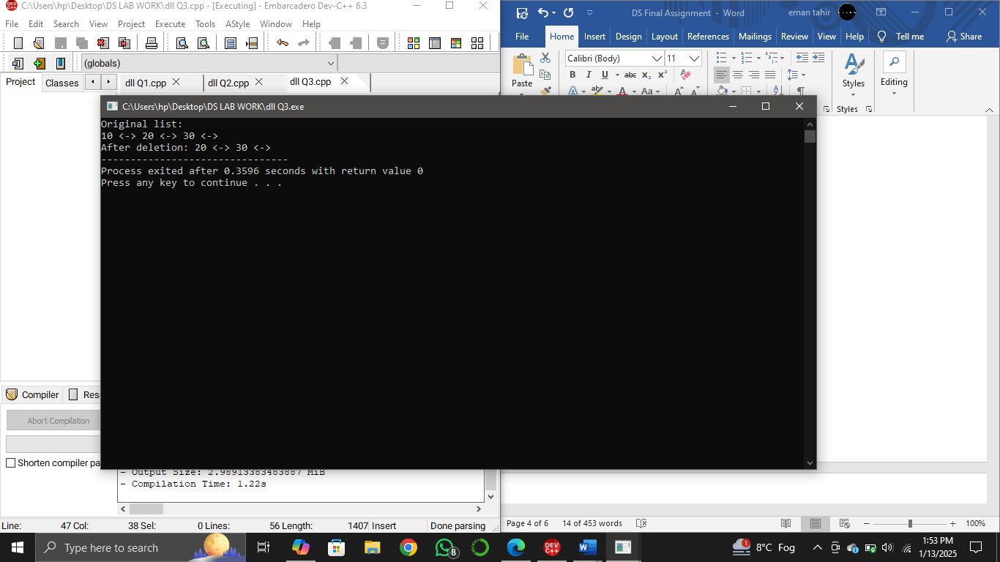 C:\Users\hp\Desktop\DS LAB WORK\dll Q3.cpp - [Executing] - Embarcadero Dev-C++ 6.3
File Edit Search View Project Execute Tools AStyle Window Help
(globals)
Project Classes dll Q1.cpp dll Q2.cpp dll Q3.cpp
DS Final Assignment - Word eman tahir
File Home Insert Design Layout References Mailings Review View Help Tell me Share
Calibri (Body) 11
B I U abc x₂ x²
Paste Styles Editing
A A Aa A A
Styles
C:\Users\hp\Desktop\DS LAB WORK\dll Q3.exe
Original list:
10 <-> 20 <-> 30 <->
After deletion: 20 <-> 30 <->
--------------------------------
Process exited after 0.3596 seconds with return value 0
Press any key to continue . . .
Compiler Res
Abort Compilation
Shorten compiler pa
- Output Size: 2.98913383483887 MiB
- Compilation Time: 1.22s
Line: 47 Col: 38 Sel: 0 Lines: 56 Length: 1407 Insert Done parsing
Page 4 of 6 14 of 453 words 100%
Type here to search
DEV C++
8
1
8°C Fog
1:53 PM
1/13/2025